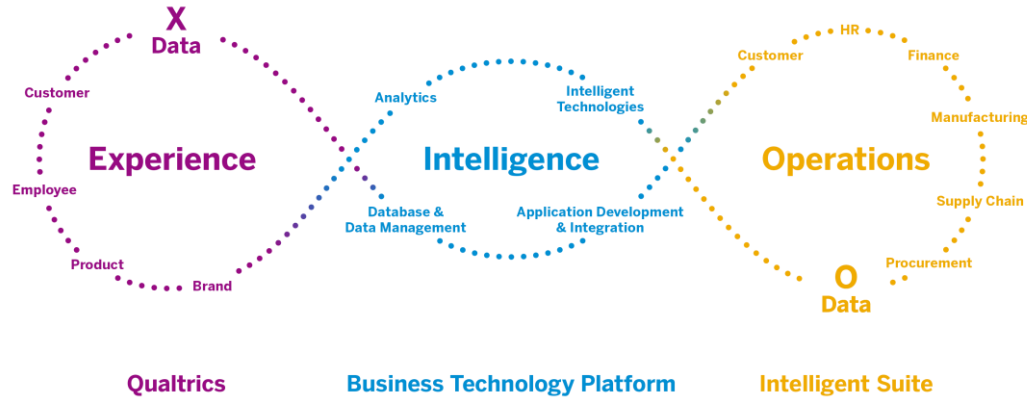 X
Data
Customer
Experience
Employee
Product
Brand
Analytics
Intelligent
Technologies
Intelligence
Database &
Data Management
Application Development
& Integration
Customer
HR
Finance
Manufacturing
Operations
Supply Chain
Procurement
O
Data
Qualtrics
Business Technology Platform
Intelligent Suite